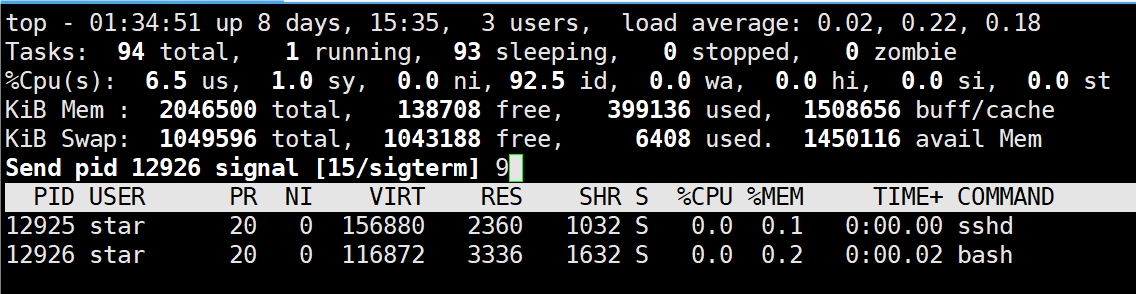 top - 01:34:51 up 8 days, 15:35,  3 users,  load average: 0.02, 0.22, 0.18
Tasks:  94 total,   1 running,  93 sleeping,   0 stopped,   0 zombie
%Cpu(s):  6.5 us,  1.0 sy,  0.0 ni, 92.5 id,  0.0 wa,  0.0 hi,  0.0 si,  0.0 st
KiB Mem :  2046500 total,   138708 free,   399136 used,  1508656 buff/cache
KiB Swap:  1049596 total,  1043188 free,     6408 used.  1450116 avail Mem
Send pid 12926 signal [15/sigterm] 9
  PID USER      PR  NI    VIRT    RES    SHR S  %CPU %MEM     TIME+ COMMAND
12925 star      20   0  156880   2360   1032 S   0.0  0.1   0:00.00 sshd
12926 star      20   0  116872   3336   1632 S   0.0  0.2   0:00.02 bash